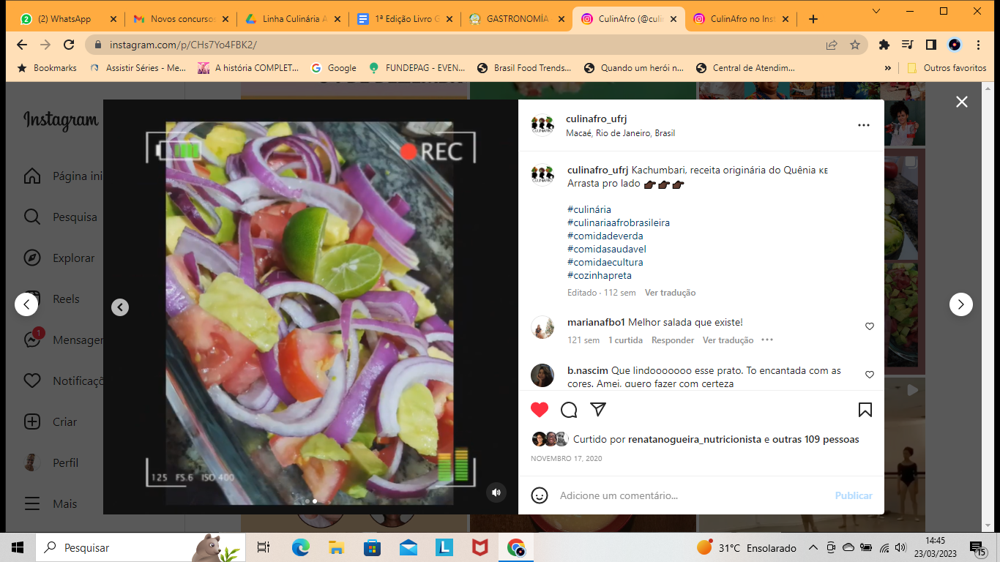 2 (2) WhatsApp
Novos concursos
Linha Culinária A
1ª Edição Livro G
GASTRONOMÍA
CulinAfro (@culin
CulinAfro no Inst
instagram.com/p/CHs7Yo4FBK2/
Bookmarks
Assistir Séries - Me...
A história COMPLET...
Google
FUNDEPAG - EVEN...
Brasil Food Trends...
Quando um herói n...
Central de Atendim...
»
Outros favoritos
Instagram
Página ini
Pesquisa
Explorar
Reels
1
Mensagen
Notificaçõ
Criar
Perfil
Mais
REC
125 F5.6 ISO 400
culinafro_ufrj
Macaé, Rio de Janeiro, Brasil
culinafro_ufrj Kachumbari, receita originária do Quênia 🇰🇪
Arrasta pro lado 👉🏿👉🏿👉🏿
#culinária
#culinariaafrobrasileira
#comidadeverda
#comidasaudavel
#comidaecultura
#cozinhapreta
Editado · 112 sem Ver tradução
marianafbo1 Melhor salada que existe!
121 sem 1 curtida Responder Ver tradução
b.nascim Que lindooooooo esse prato. To encantada com as
cores. Amei, quero fazer com certeza
Curtido por renatanogueira_nutricionista e outras 109 pessoas
NOVEMBRO 17, 2020
Adicione um comentário... Publicar
Pesquisar
31°C Ensolarado
14:45
23/03/2023
15